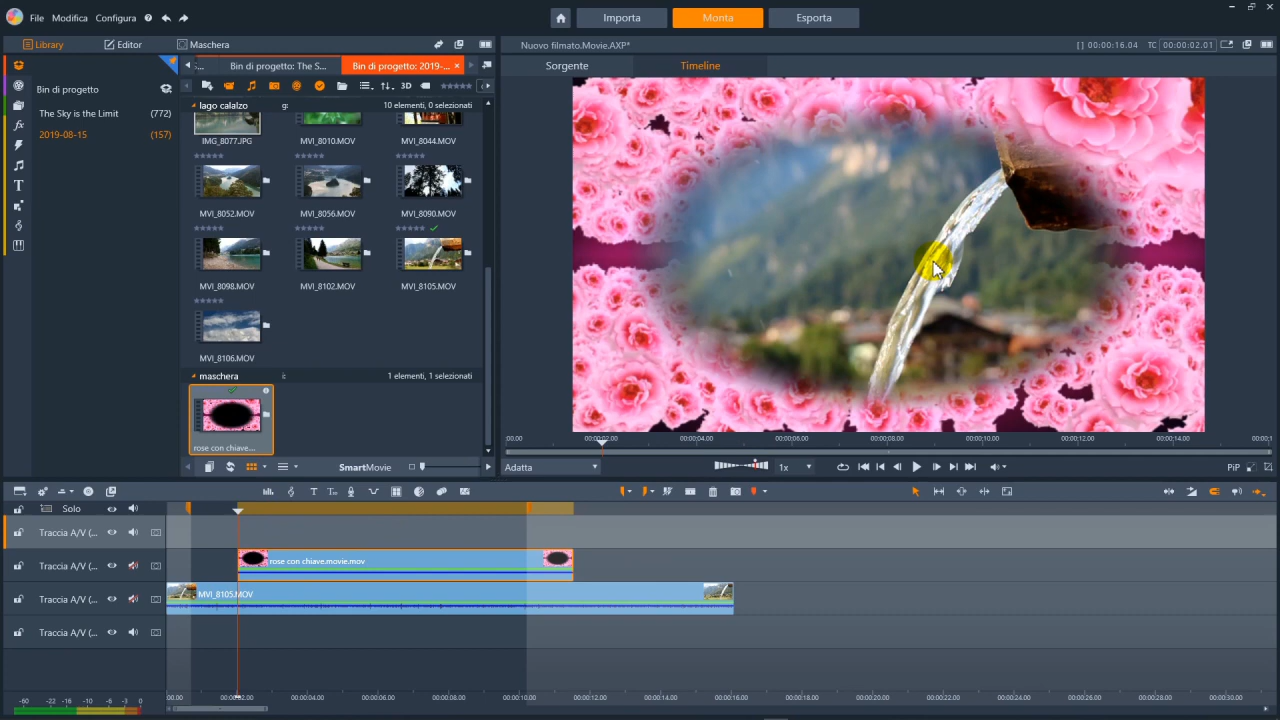 File Modifica Configura
Importa Monta Esporta
Library Editor Maschera
Nuovo filmato.Movie.AXP* [ ] 00:00:16.04 TC 00:00:02.01
...
Bin di progetto: The S...
Bin di progetto: 2019-...
Sorgente Timeline
Bin di progetto
The Sky is the Limit (772)
2019-08-15 (157)
3D
lago calalzo g: 10 elementi, 0 selezionati
IMG_8077.JPG MVI_8010.MOV MVI_8044.MOV
MVI_8052.MOV MVI_8056.MOV MVI_8090.MOV
MVI_8098.MOV MVI_8102.MOV MVI_8105.MOV
MVI_8106.MOV
maschera 1 elementi, 1 selezionati
rose con chiave...
SmartMovie
:00.00 00:00:02.00 00:00:04.00 00:00:06.00 00:00:08.00 00:00:10.00 00:00:12.00 00:00:14.00 00:00:1
Adatta 1x PiP
Solo
Traccia A/V (...
Traccia A/V (... rose con chiave.movie.mov
Traccia A/V (... MVI_8105.MOV
Traccia A/V (...
:00.00 00:00:02.00 00:00:04.00 00:00:06.00 00:00:08.00 00:00:10.00 00:00:12.00 00:00:14.00 00:00:16.00 00:00:18.00 00:00:20.00 00:00:22.00 00:00:24.00 00:00:26.00 00:00:28.00 00:00:30.00
-60 -22 -16 -10 -6 -3 0